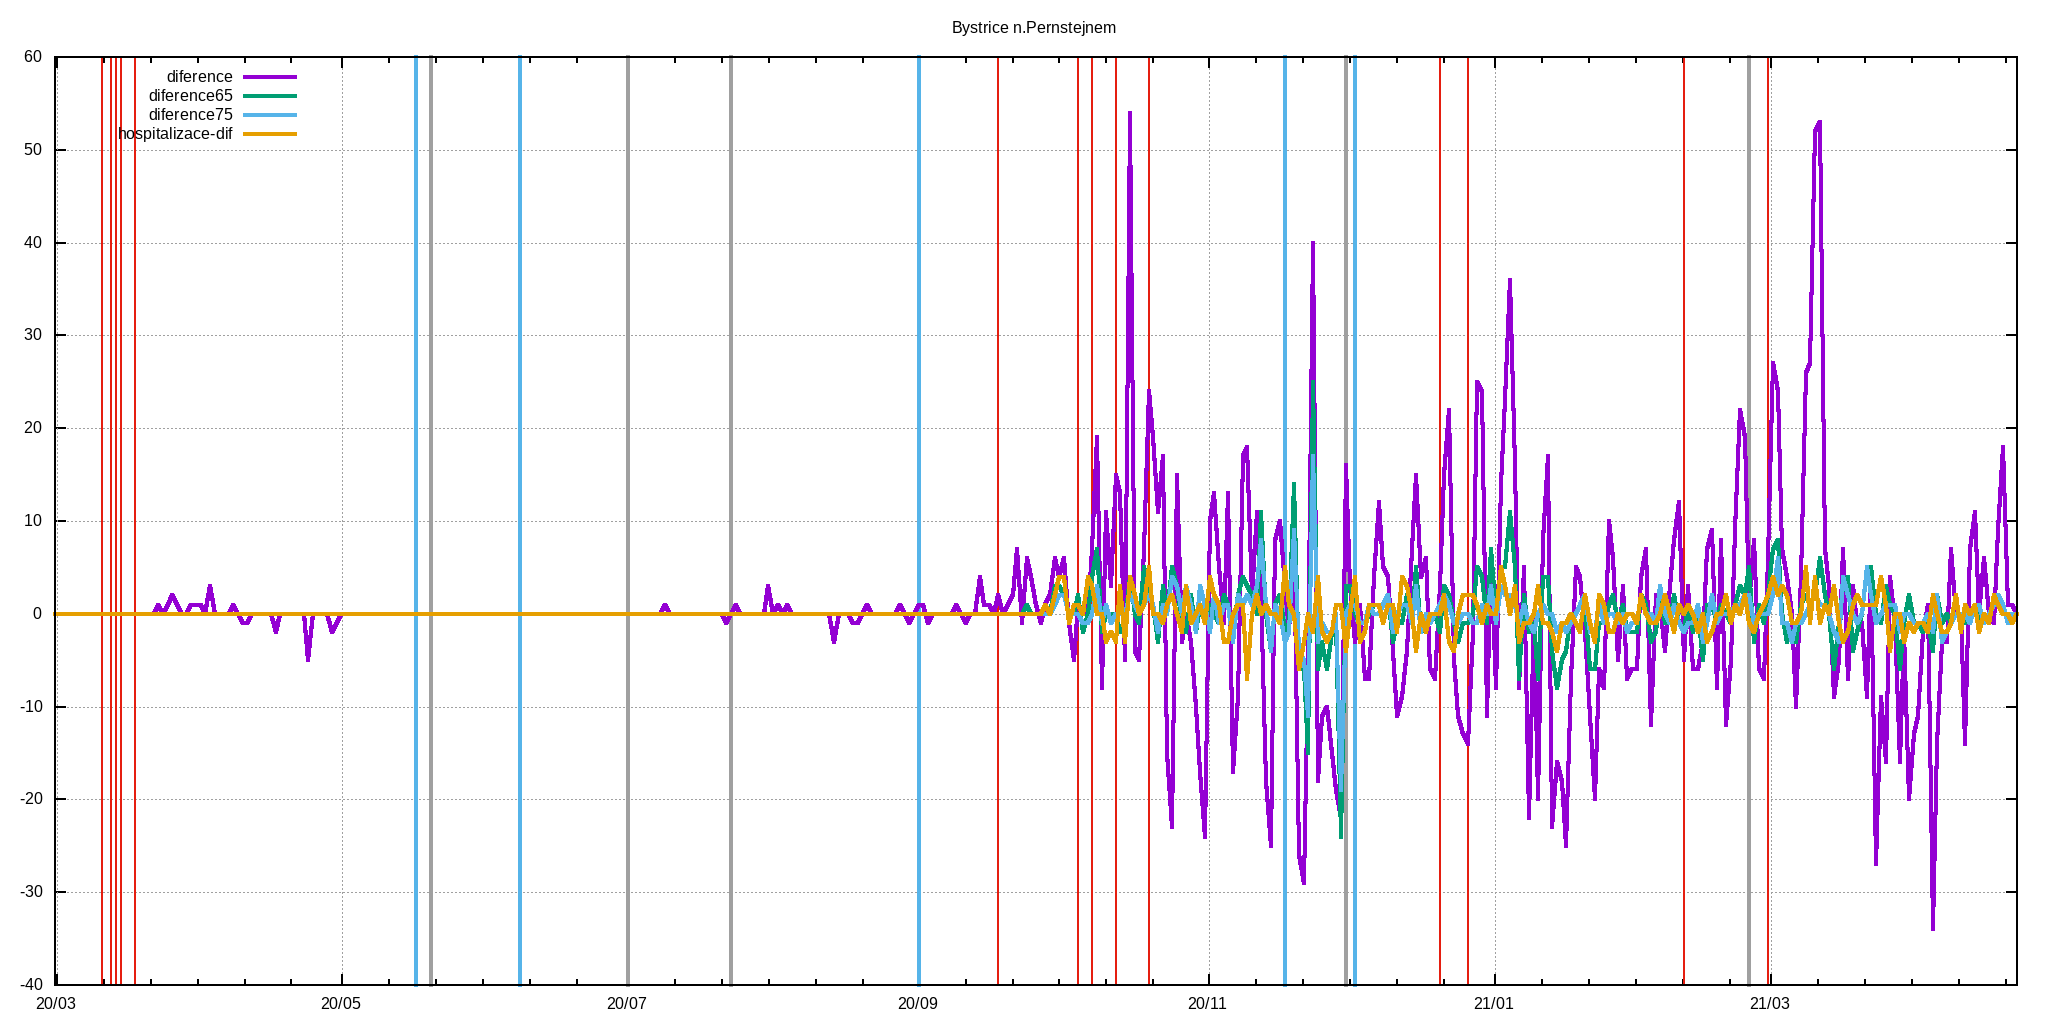 Bystrice n.Pernstejnem
60
50
40
30
20
10
0
-10
-20
-30
-40
diference
diference65
diference75
hospitalizace-dif
20/03 20/05 20/07 20/09 20/11 21/01 21/03